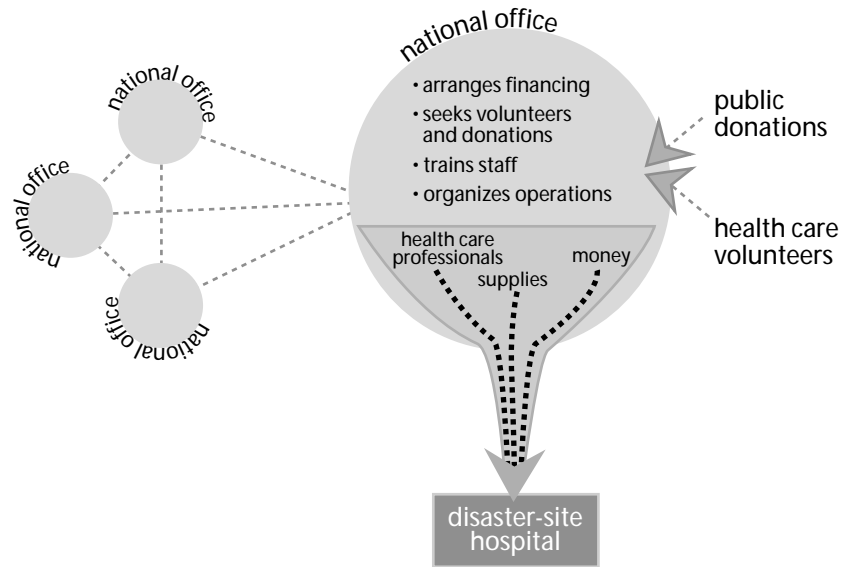 national office
• arranges financing
• seeks volunteers
and donations
• trains staff
• organizes operations
public
donations
health care
volunteers
health care
professionals
supplies
money
disaster-site
hospital
national office
national office
national office